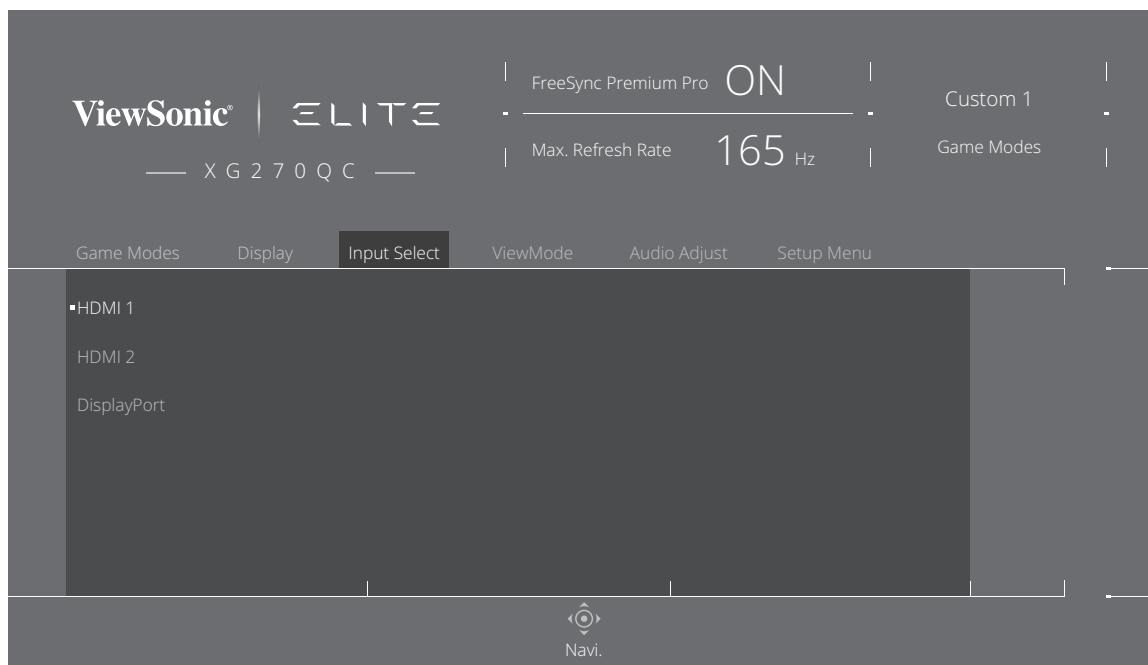 ViewSonic® ELITE
XG270QC
FreeSync Premium Pro ON
Max. Refresh Rate 165 Hz
Custom 1
Game Modes
Game Modes Display Input Select ViewMode Audio Adjust Setup Menu
HDMI 1
HDMI 2
DisplayPort
Navi.